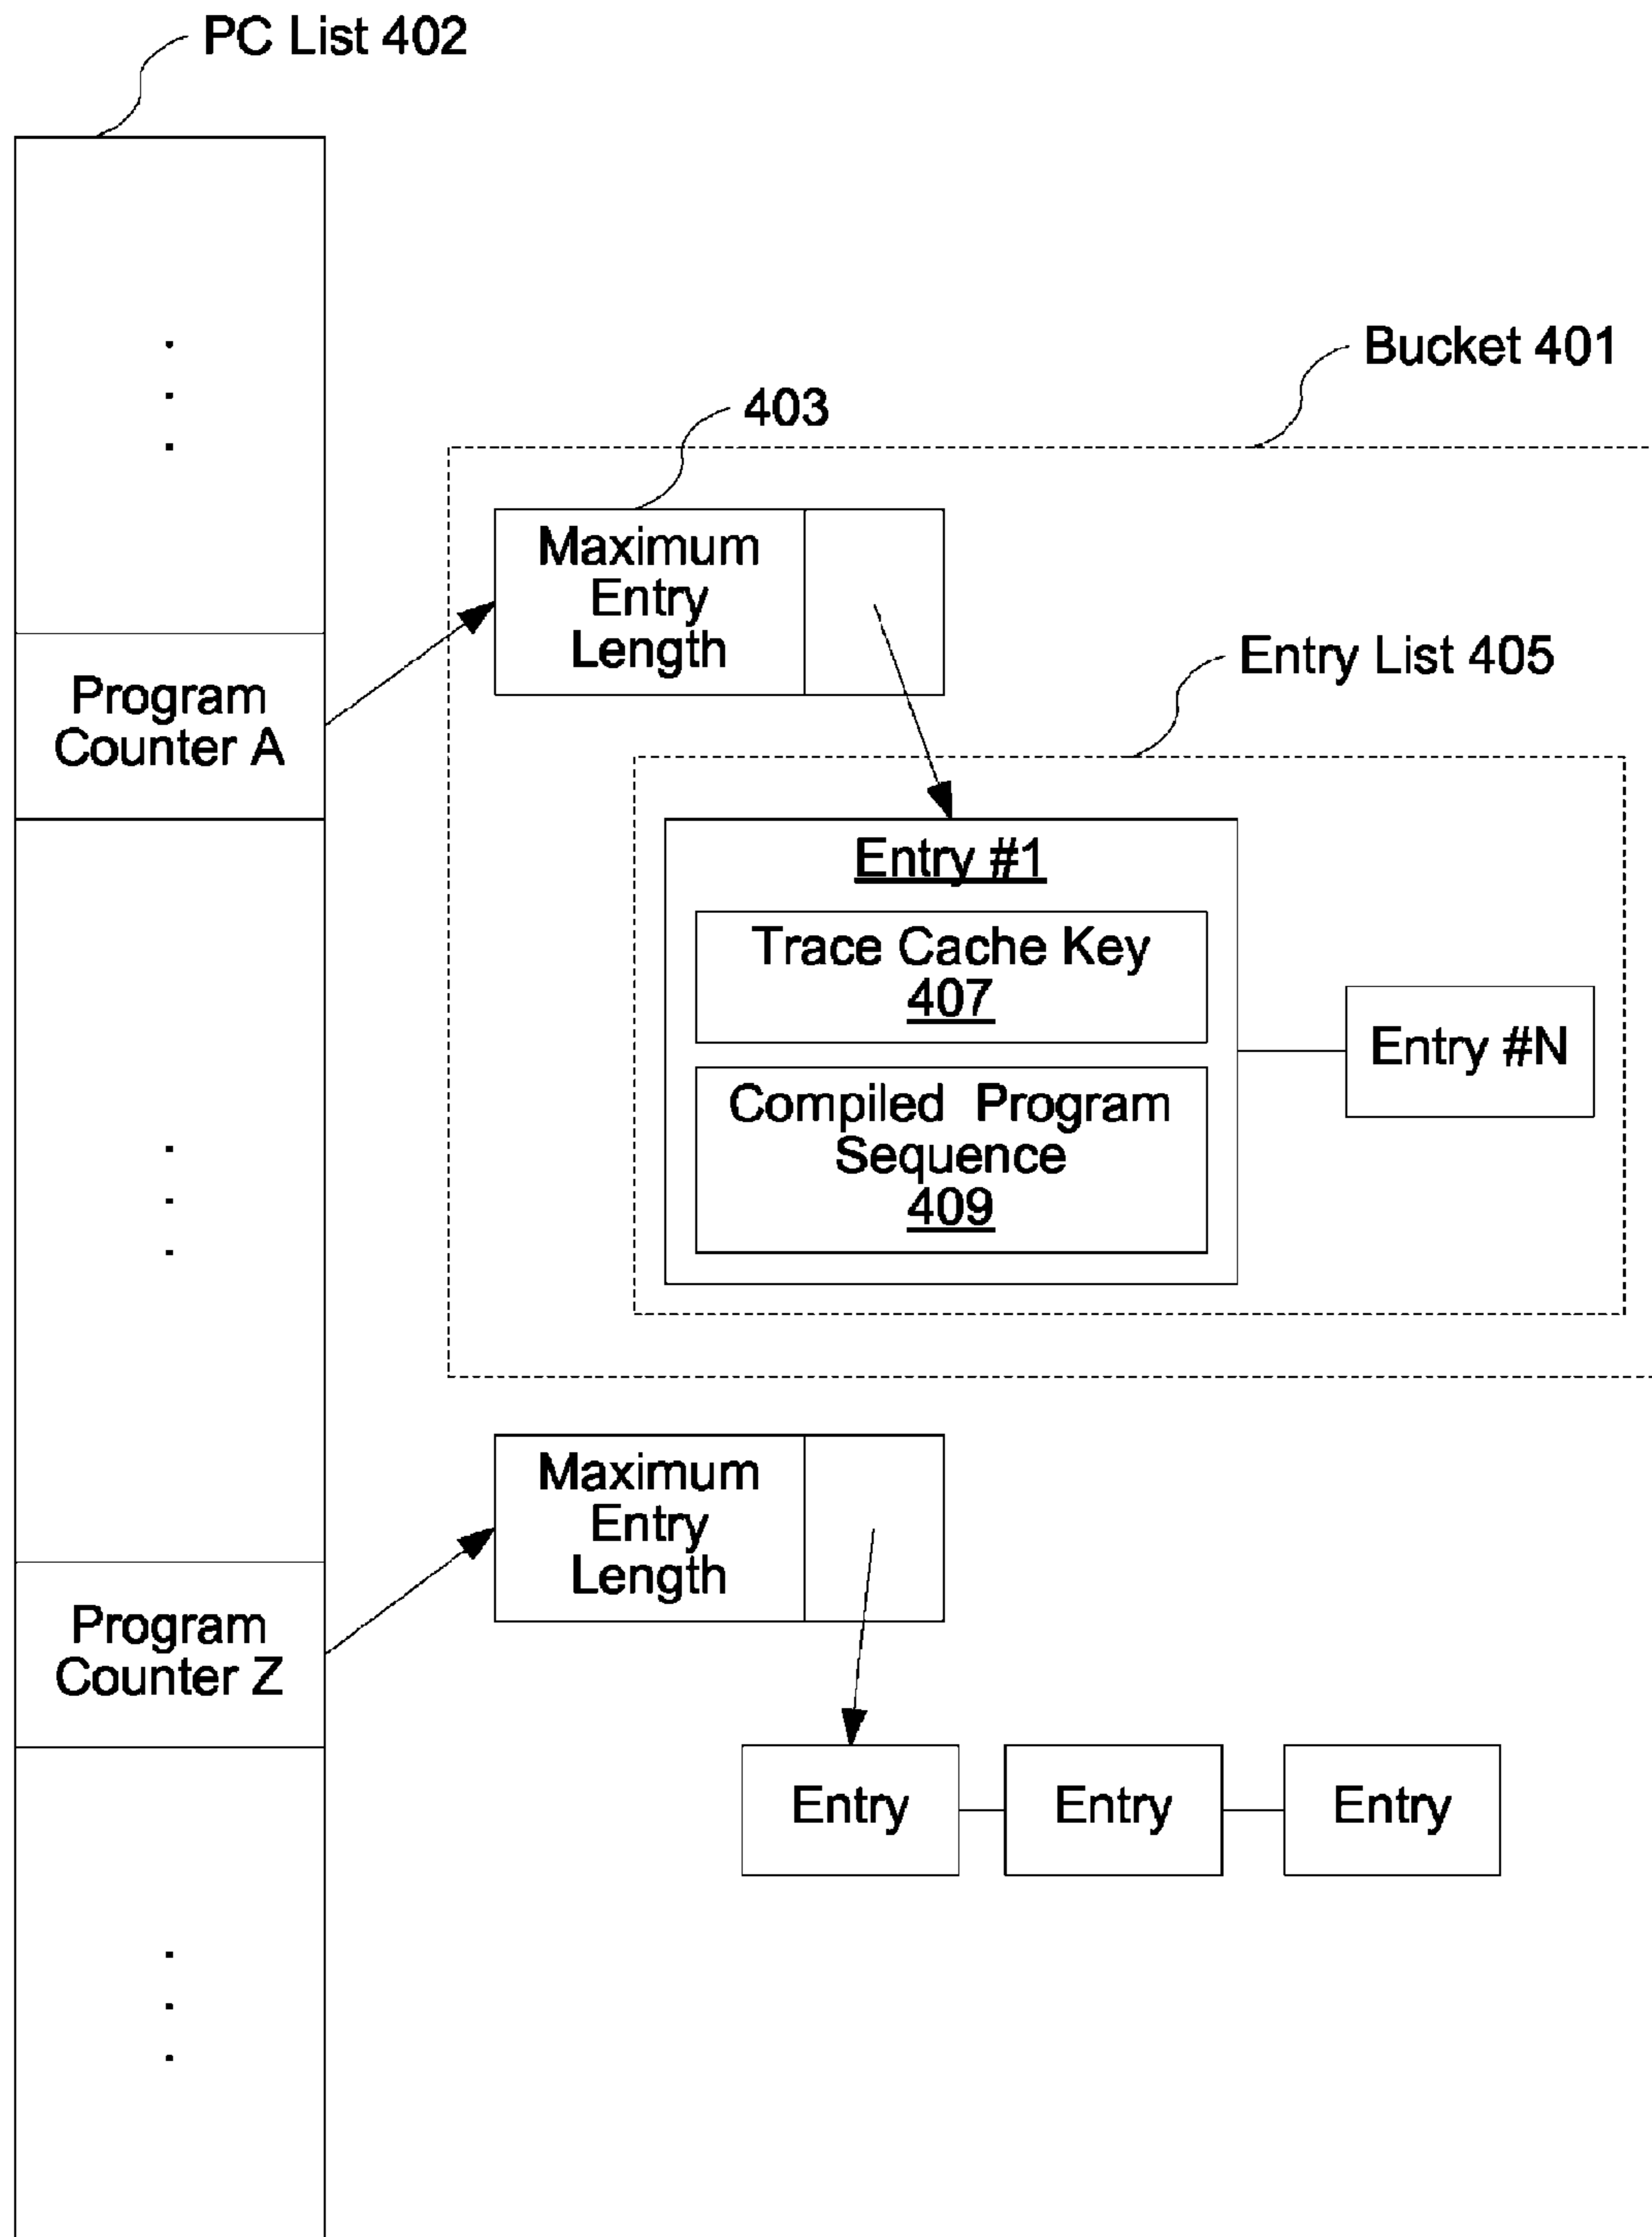 PC List 402
Bucket 401
403
Maximum
Entry
Length
Program
Counter A
Entry List 405
Entry #1
Trace Cache Key
407
Compiled Program
Sequence
409
Entry #N
Maximum
Entry
Length
Program
Counter Z
Entry
Entry
Entry